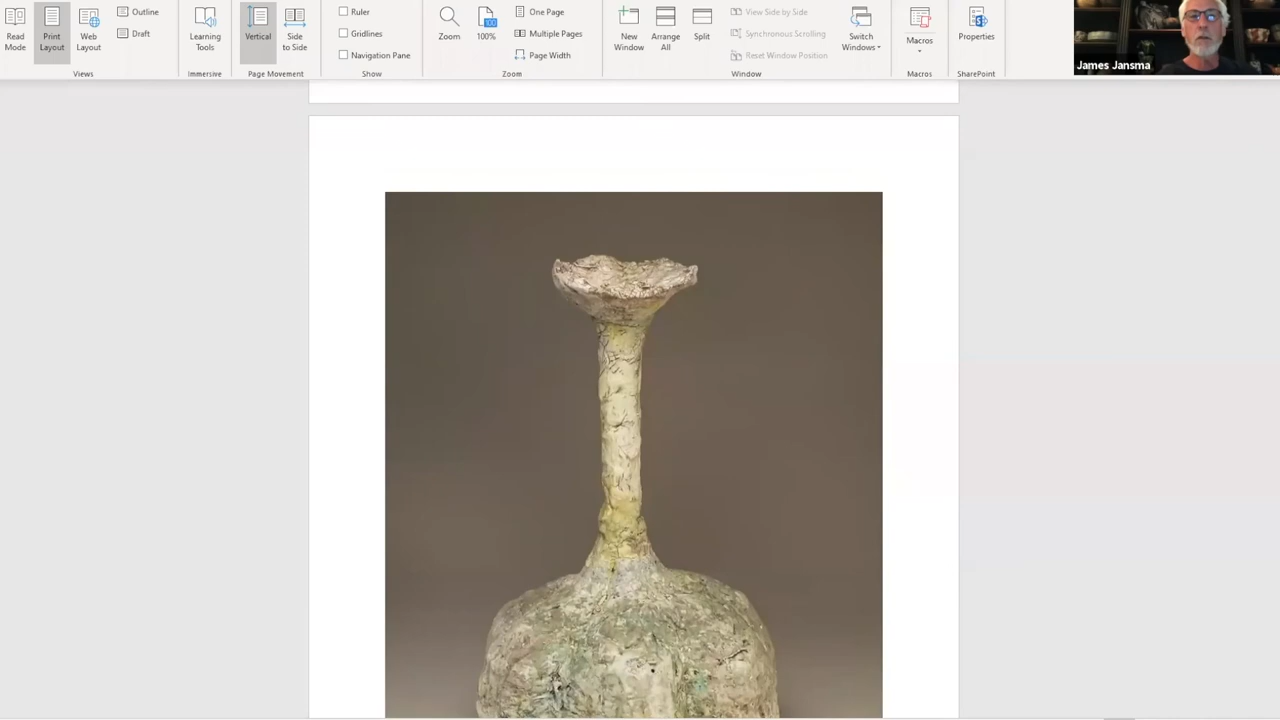 Read
Mode
Print
Layout
Web
Layout
Outline
Draft
Views
Learning
Tools
Immersive
Vertical
Side
to Side
Page Movement
Ruler
Gridlines
Navigation Pane
Show
Zoom
100
100%
One Page
Multiple Pages
Page Width
Zoom
New
Window
Arrange
All
Split
View Side by Side
Synchronous Scrolling
Reset Window Position
Switch
Windows
Window
Macros
Macros
Properties
SharePoint
James Jansma